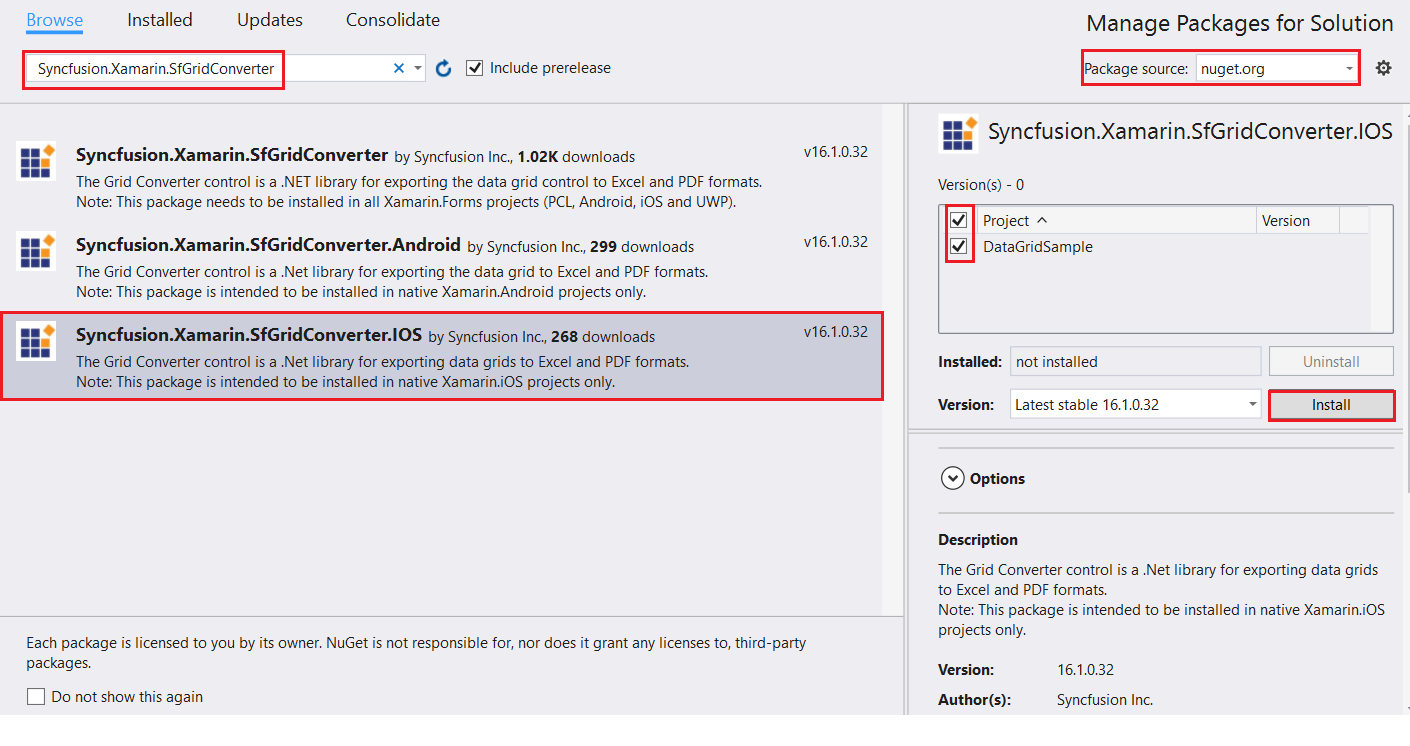 Browse Installed Updates Consolidate
Manage Packages for Solution
Syncfusion.Xamarin.SfGridConverter
Include prerelease
Package source: nuget.org
Syncfusion.Xamarin.SfGridConverter by Syncfusion Inc., 1.02K downloads v16.1.0.32
The Grid Converter control is a .NET library for exporting the data grid control to Excel and PDF formats.
Note: This package needs to be installed in all Xamarin.Forms projects (PCL, Android, iOS and UWP).
Syncfusion.Xamarin.SfGridConverter.Android by Syncfusion Inc., 299 downloads v16.1.0.32
The Grid Converter control is a .Net library for exporting the data grid to Excel and PDF formats.
Note: This package is intended to be installed in native Xamarin.Android projects only.
Syncfusion.Xamarin.SfGridConverter.IOS by Syncfusion Inc., 268 downloads v16.1.0.32
The Grid Converter control is a .Net library for exporting data grids to Excel and PDF formats.
Note: This package is intended to be installed in native Xamarin.iOS projects only.
Each package is licensed to you by its owner. NuGet is not responsible for, nor does it grant any licenses to, third-party
packages.
Do not show this again
Syncfusion.Xamarin.SfGridConverter.IOS
Version(s) - 0
Project Version
DataGridSample
Installed: not installed Uninstall
Version: Latest stable 16.1.0.32 Install
Options
Description
The Grid Converter control is a .Net library for exporting data grids
to Excel and PDF formats.
Note: This package is intended to be installed in native Xamarin.iOS
projects only.
Version: 16.1.0.32
Author(s): Syncfusion Inc.